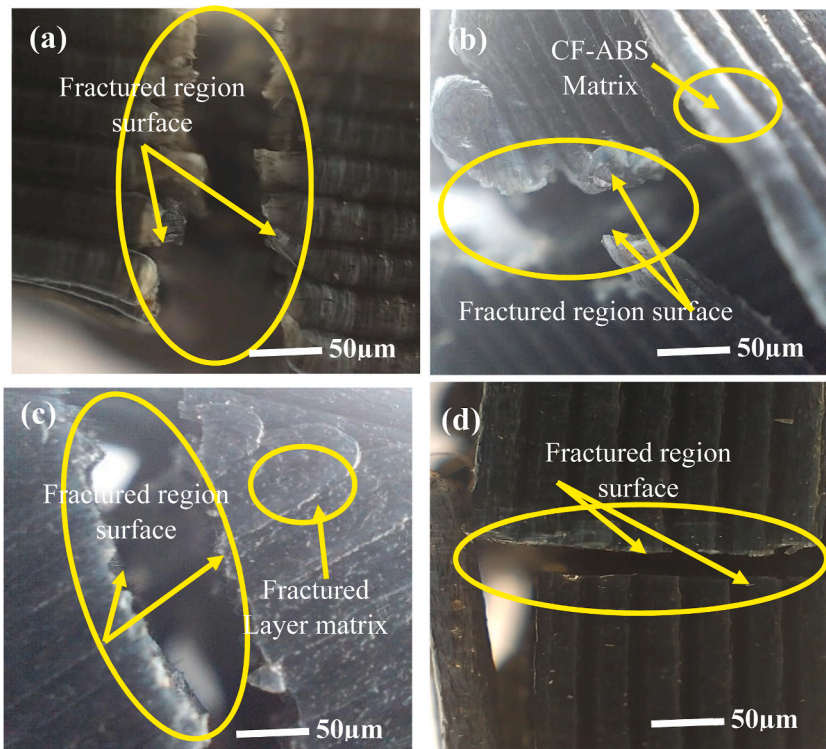 (a)
Fractured region
surface
50µm
(b)
CF-ABS
Matrix
Fractured region surface
50µm
(c)
Fractured region
surface
Fractured
Layer matrix
50µm
(d)
Fractured region
surface
50µm